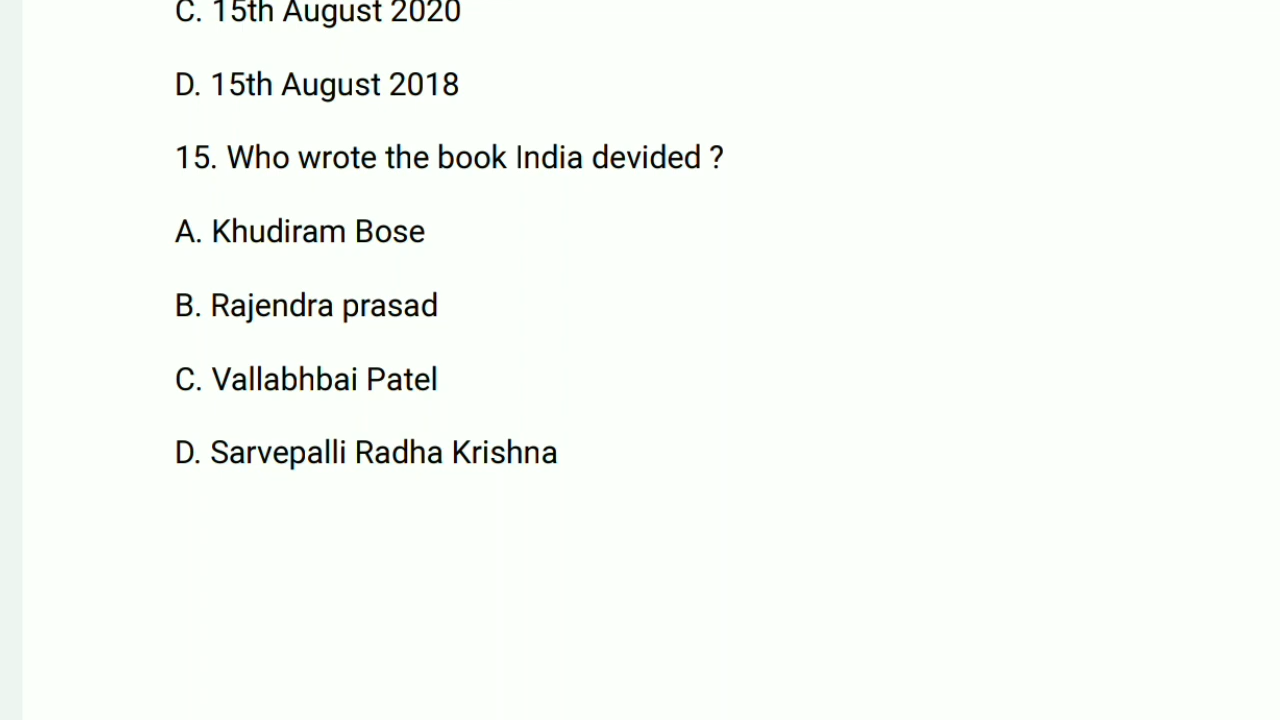 C. 15th August 2020
D. 15th August 2018
15. Who wrote the book India devided ?
A. Khudiram Bose
B. Rajendra prasad
C. Vallabhbai Patel
D. Sarvepalli Radha Krishna